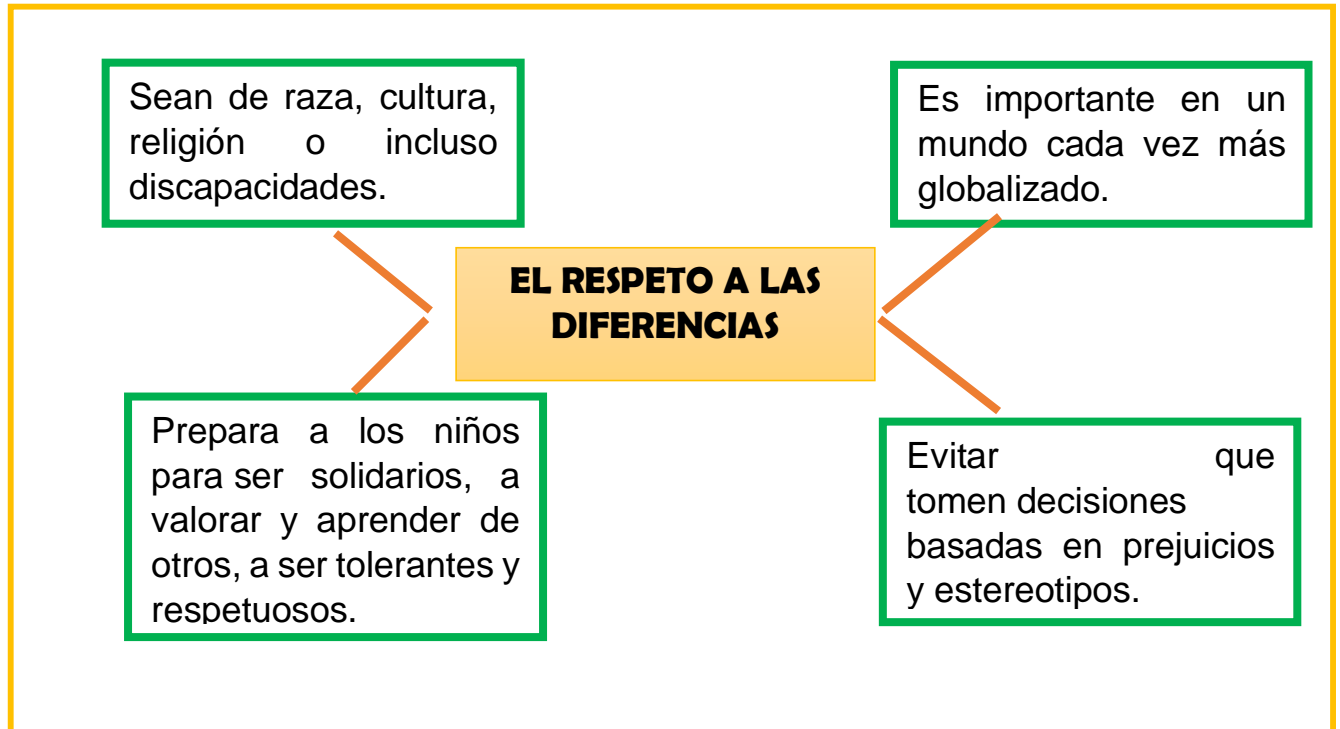 Sean de raza, cultura,
religión o incluso
discapacidades.
Es importante en un
mundo cada vez más
globalizado.
EL RESPETO A LAS
DIFERENCIAS
Prepara a los niños
para ser solidarios, a
valorar y aprender de
otros, a ser tolerantes y
respetuosos.
Evitar que
tomen decisiones
basadas en prejuicios
y estereotipos.